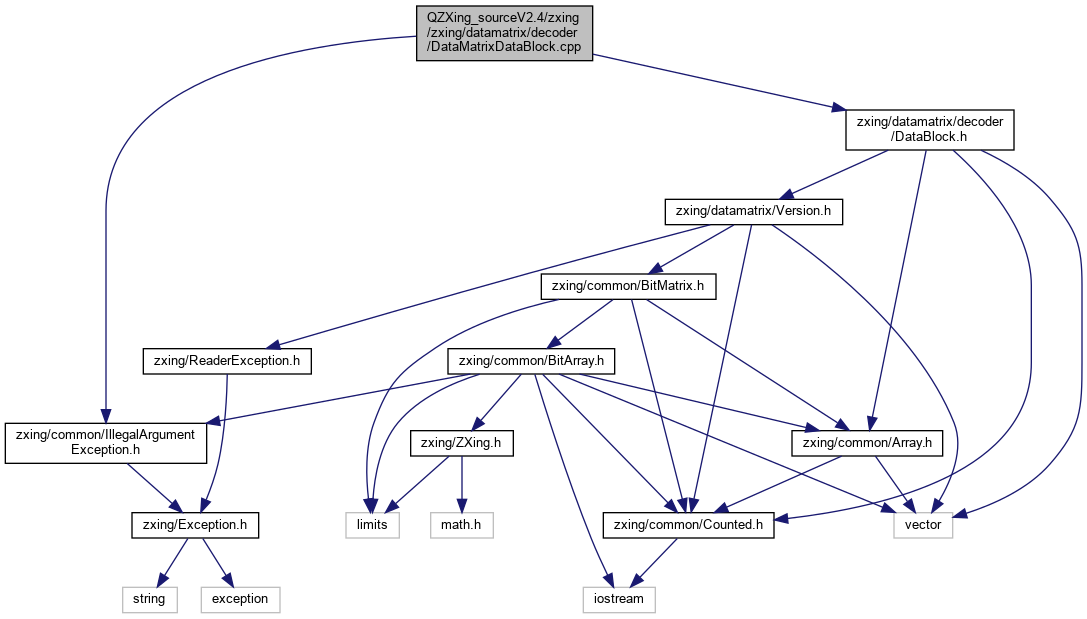 QZXing_sourceV2.4/zxing
/zxing/datamatrix/decoder
/DataMatrixDataBlock.cpp
zxing/datamatrix/decoder
/DataBlock.h
zxing/datamatrix/Version.h
zxing/common/BitMatrix.h
zxing/ReaderException.h
zxing/common/BitArray.h
zxing/common/IllegalArgument
Exception.h
zxing/ZXing.h
zxing/common/Array.h
zxing/Exception.h
limits
math.h
zxing/common/Counted.h
vector
string
exception
iostream